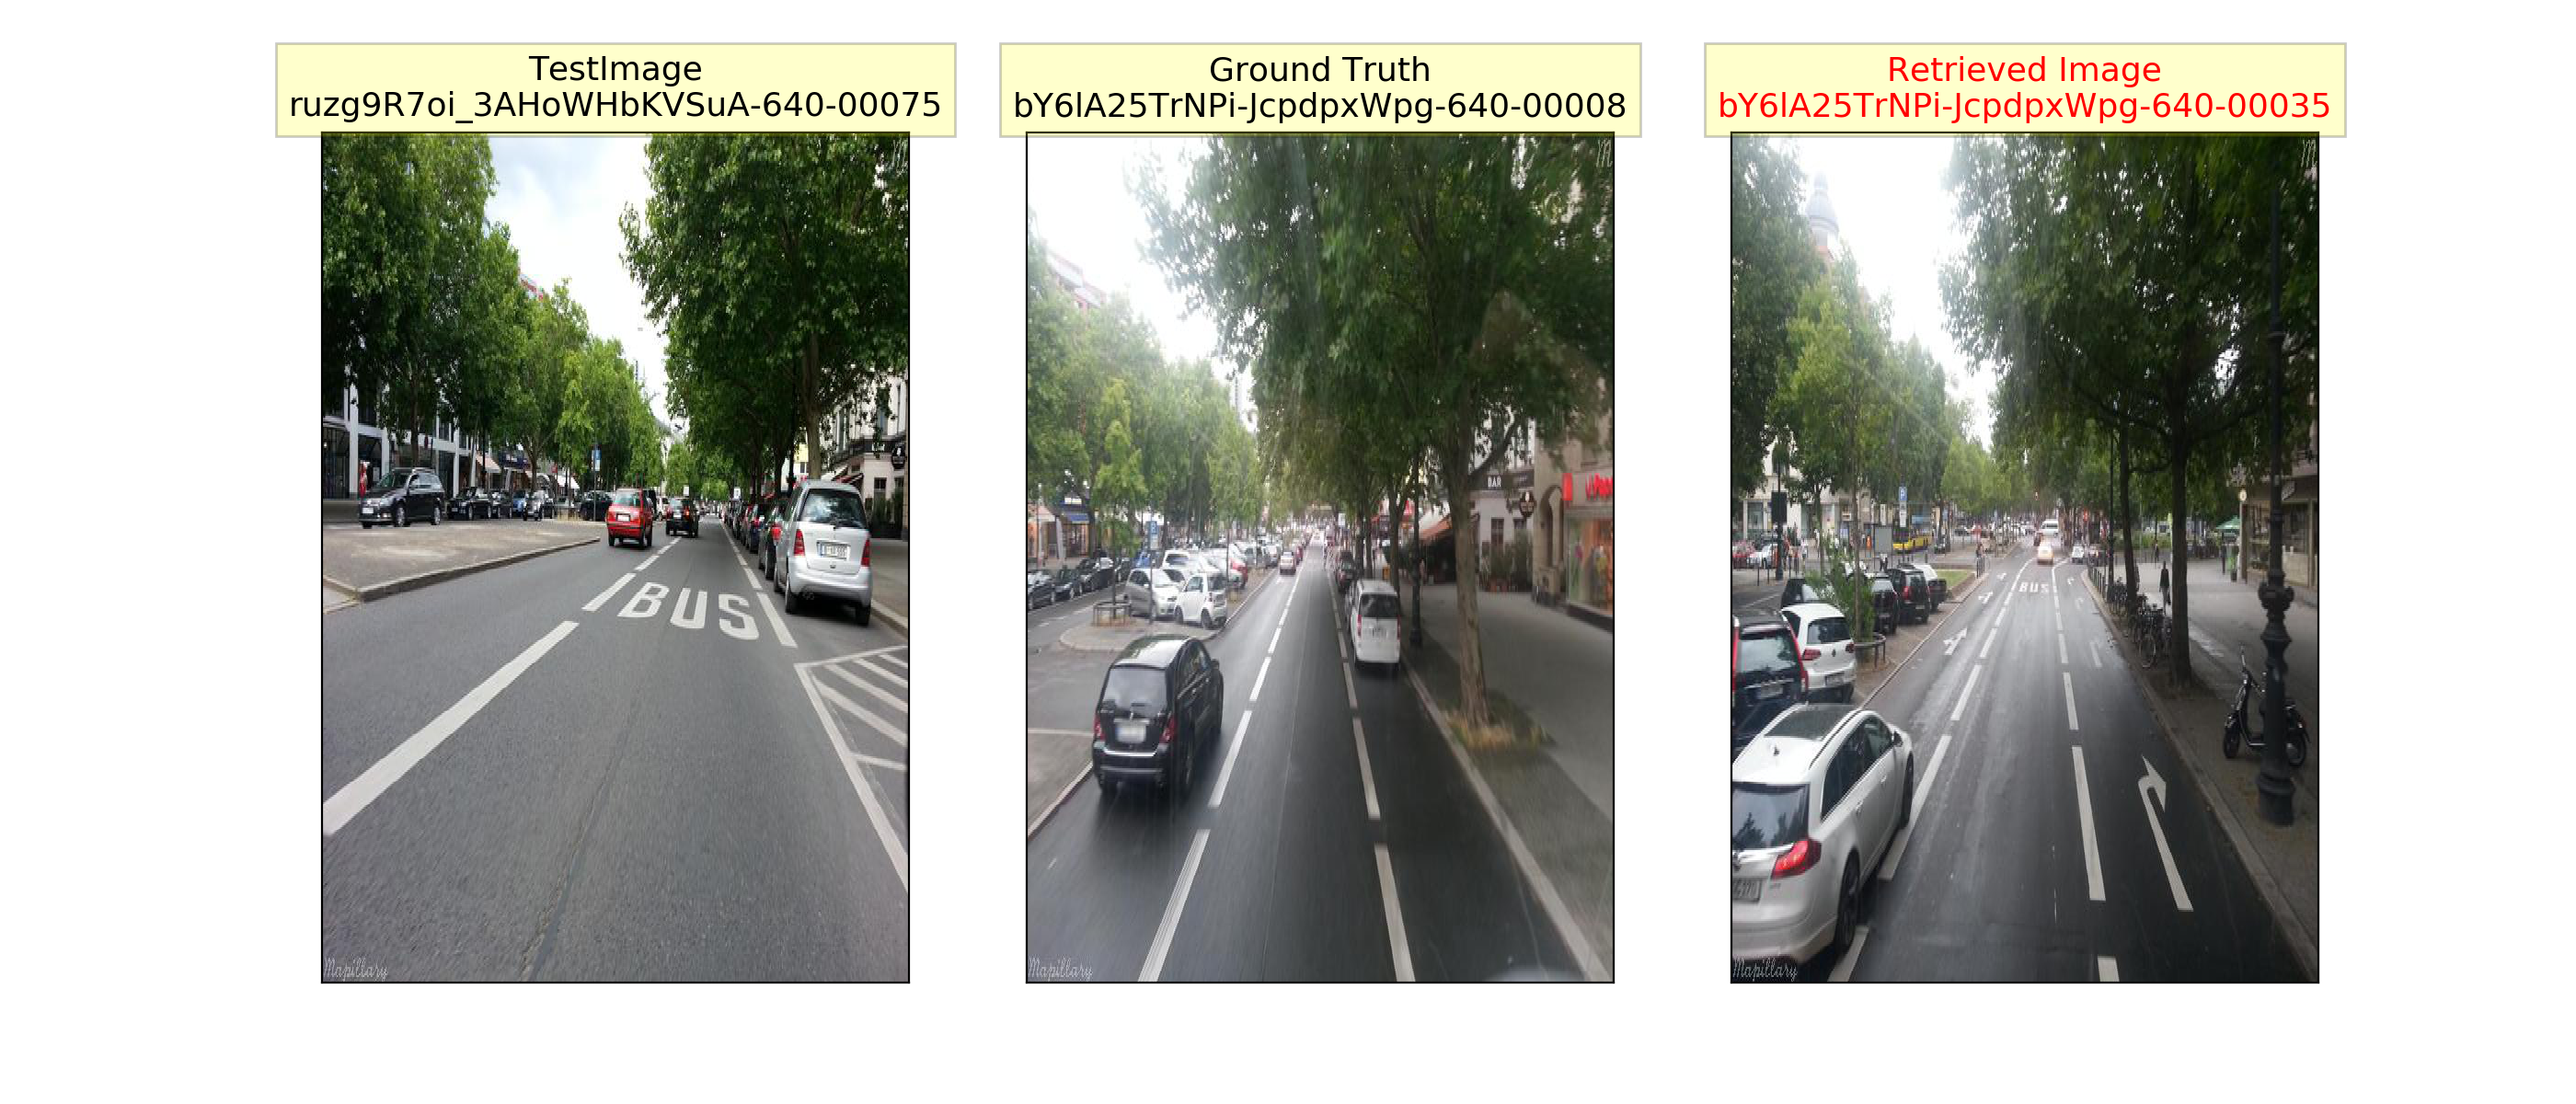 TestImage
ruzg9R7oi_3AHoWHbKVSuA-640-00075
Ground Truth
bY6lA25TrNPi-JcpdpxWpg-640-00008
Retrieved Image
bY6lA25TrNPi-JcpdpxWpg-640-00035
BUS
BAR
BUS
Mapillary
Mapillary
Mapillary